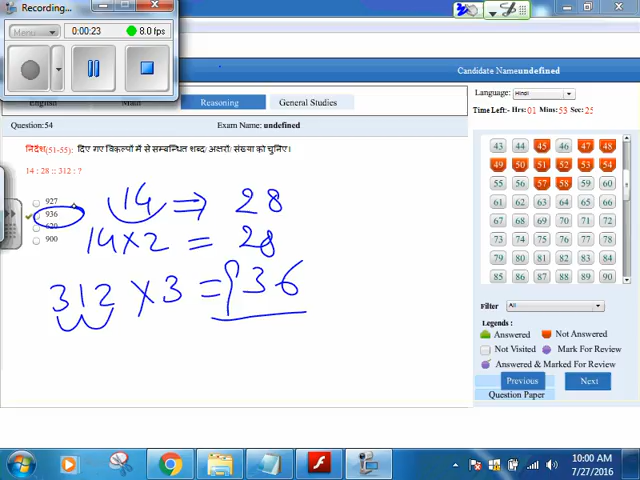 Recording...
Menu
0:00:23
8.0 fps
Candidate Nameundefined
English Math Reasoning General Studies
Language: Hindi
Question:54
Exam Name: undefined
Time Left:- Hrs: 01 Mins: 53 Sec: 25
निर्देश (51-55): दिए गए विकल्पों में से सम्बन्धित शब्द/ अक्षरों/ संख्या को चुनिए।
14 : 28 :: 312 : ?
927
936
900
14 ⇒ 28
14 × 2 = 28
312 × 3 = 936
43 44 45 46 47 48
49 50 51 52 53 54
55 56 57 58 59 60
61 62 63 64 65 66
67 68 69 70 71 72
73 74 75 76 77 78
79 80 81 82 83 84
85 86 87 88 89 90
Filter All
Legends :
Answered Not Answered
Not Visited Mark For Review
Answered & Marked For Review
Previous Next
Question Paper
10:00 AM
7/27/2016